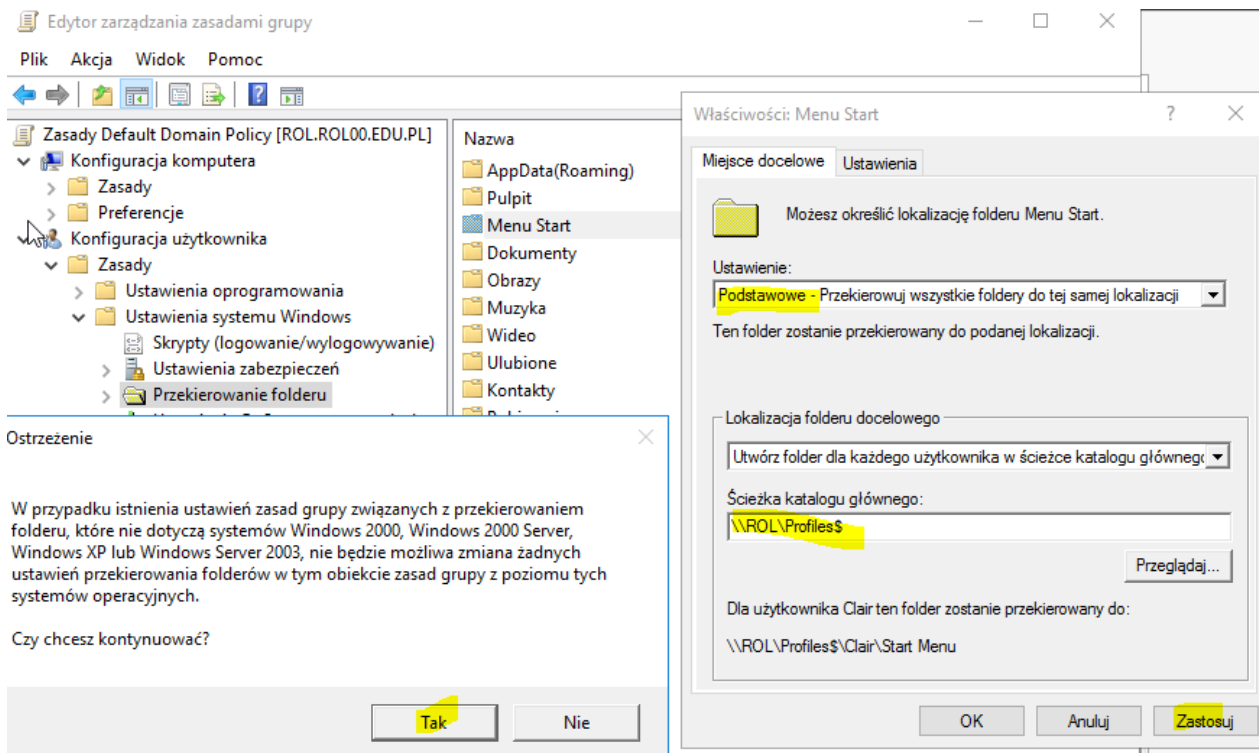 Edytor zarządzania zasadami grupy
Plik Akcja Widok Pomoc
Zasady Default Domain Policy [ROL.ROL00.EDU.PL]
Konfiguracja komputera
Zasady
Preferencje
Konfiguracja użytkownika
Zasady
Ustawienia oprogramowania
Ustawienia systemu Windows
Skrypty (logowanie/wylogowywanie)
Ustawienia zabezpieczeń
Przekierowanie folderu
Nazwa
AppData(Roaming)
Pulpit
Menu Start
Dokumenty
Obrazy
Muzyka
Wideo
Ulubione
Kontakty
Właściwości: Menu Start
Miejsce docelowe Ustawienia
Możesz określić lokalizację folderu Menu Start.
Ustawienie:
Podstawowe - Przekierowuj wszystkie foldery do tej samej lokalizacji
Ten folder zostanie przekierowany do podanej lokalizacji.
Lokalizacja folderu docelowego
Utwórz folder dla każdego użytkownika w ścieżce katalogu
Ścieżka katalogu głównego:
\\ROL\Profiles$
Przeglądaj...
Dla użytkownika Clair ten folder zostanie przekierowany do:
\\ROL\Profiles$\Clair\Start Menu
OK Anuluj Zastosuj
Ostrzeżenie
W przypadku istnienia ustawień zasad grupy związanych z przekierowaniem
folderu, które nie dotyczą systemów Windows 2000, Windows 2000 Server,
Windows XP lub Windows Server 2003, nie będzie możliwa zmiana żadnych
ustawień przekierowania folderów w tym obiekcie zasad grupy z poziomu tych
systemów operacyjnych.
Czy chcesz kontynuować?
Tak Nie